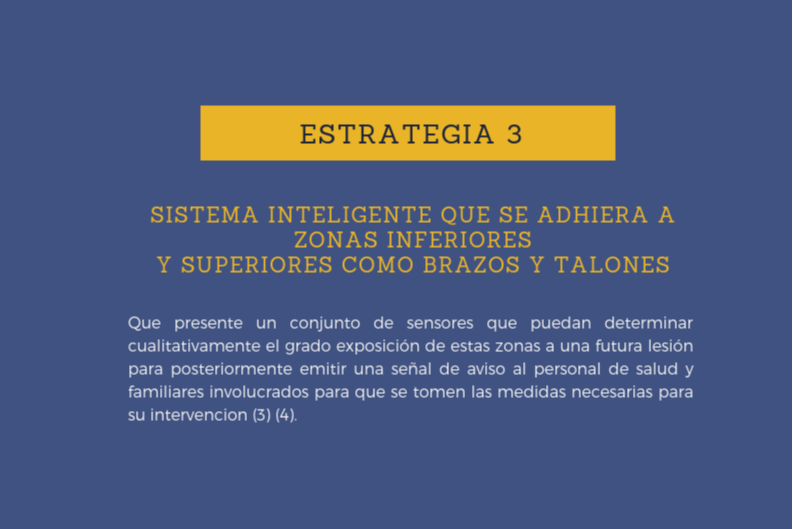 ESTRATEGIA 3
SISTEMA INTELIGENTE QUE SE ADHIERA A
ZONAS INFERIORES
Y SUPERIORES COMO BRAZOS Y TALONES
Que presente un conjunto de sensores que puedan determinar
cualitativamente el grado exposición de estas zonas a una futura lesión
para posteriormente emitir una señal de aviso al personal de salud y
familiares involucrados para que se tomen las medidas necesarias para
su intervencion (3) (4).